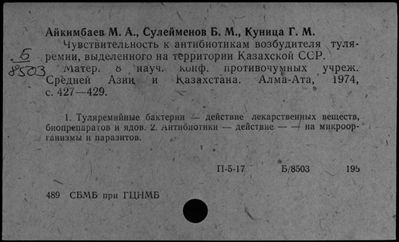 Айкимбаев М. А., Сулейменов Б. М., Куница Г. М.
Чувствительность к антибиотикам возбудителя туля-
ремии, выделенного на территории Казахской ССР.
Матер. 8 науч. конф. противочумных учреж.
Средней Азии и Казахстана. Алма-Ата, 1974,
с. 427—429.
Б
8503
1. Туляремийные бактерии — действие лекарственных веществ,
биопрепаратов и ядов. 2. Антибиотики — действие — — на микроор-
ганизмы и паразитов.
П-5-17 Б/8503 195
489 СБМБ при ГЦНМБ